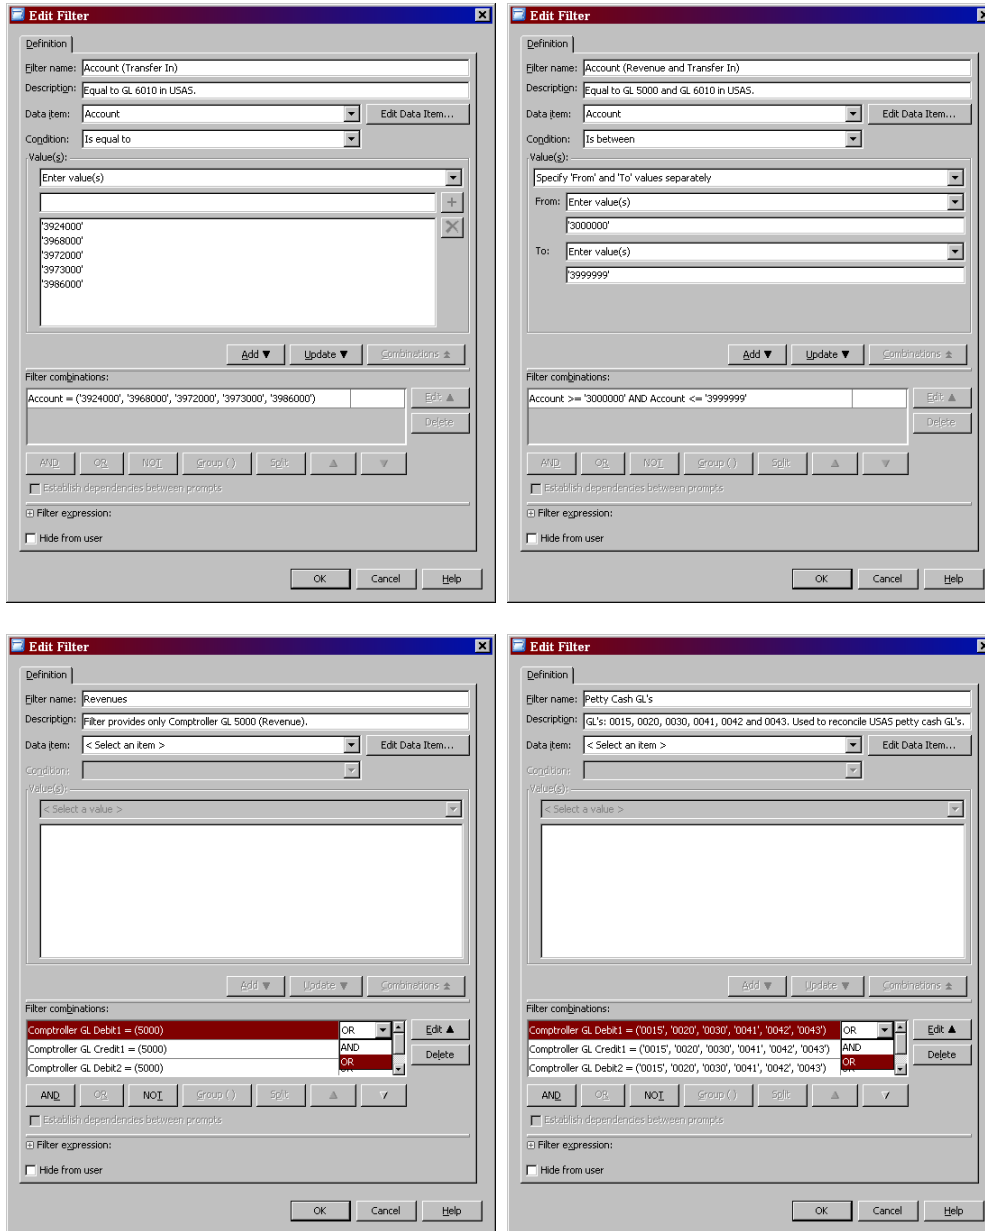 Edit Filter
Definition
Filter name: Account (Transfer In)
Description: Equal to GL 6010 in USAS.
Data item: Account Edit Data Item...
Condition: Is equal to
Value(s):
Enter value(s)
+
'3924000'
'3968000'
'3972000'
'3973000'
'3986000'
Add ▼ Update ▼ Combinations
Filter combinations:
Account = ('3924000', '3968000', '3972000', '3973000', '3986000') Edit ▲
Delete
AND OR NOT Group ( ) Split ▲ ▼
Establish dependencies between prompts
Filter expression:
Hide from user
OK Cancel Help
Edit Filter
Definition
Filter name: Account (Revenue and Transfer In)
Description: Equal to GL 5000 and GL 6010 in USAS.
Data item: Account Edit Data Item...
Condition: Is between
Value(s):
Specify 'From' and 'To' values separately
From: Enter value(s)
'3000000'
To: Enter value(s)
'3999999'
Add ▼ Update ▼ Combinations
Filter combinations:
Account >= '3000000' AND Account <= '3999999' Edit ▲
Delete
AND OR NOT Group ( ) Split ▲ ▼
Establish dependencies between prompts
Filter expression:
Hide from user
OK Cancel Help
Edit Filter
Definition
Filter name: Revenues
Description: Filter provides only Comptroller GL 5000 (Revenue).
Data item: < Select an item > Edit Data Item...
Condition:
Value(s):
< Select a value >
Add ▼ Update ▼ Combinations
Filter combinations:
Comptroller GL Debit1 = (5000) OR Edit ▲
Comptroller GL Credit1 = (5000) AND Delete
OR
Comptroller GL Debit2 = (5000)
AND OR NOT Group ( ) Split ▲ ▼
Establish dependencies between prompts
Filter expression:
Hide from user
OK Cancel Help
Edit Filter
Definition
Filter name: Petty Cash GL's
Description: GL's: 0015, 0020, 0030, 0041, 0042 and 0043. Used to reconcile USAS petty cash GL's.
Data item: < Select an item > Edit Data Item...
Condition:
Value(s):
< Select a value >
Add ▼ Update ▼ Combinations
Filter combinations:
Comptroller GL Debit1 = ('0015', '0020', '0030', '0041', '0042', '0043') OR Edit ▲
Comptroller GL Credit1 = ('0015', '0020', '0030', '0041', '0042', '0043') AND Delete
OR
Comptroller GL Debit2 = ('0015', '0020', '0030', '0041', '0042', '0043')
AND OR NOT Group ( ) Split ▲ ▼
Establish dependencies between prompts
Filter expression:
Hide from user
OK Cancel Help